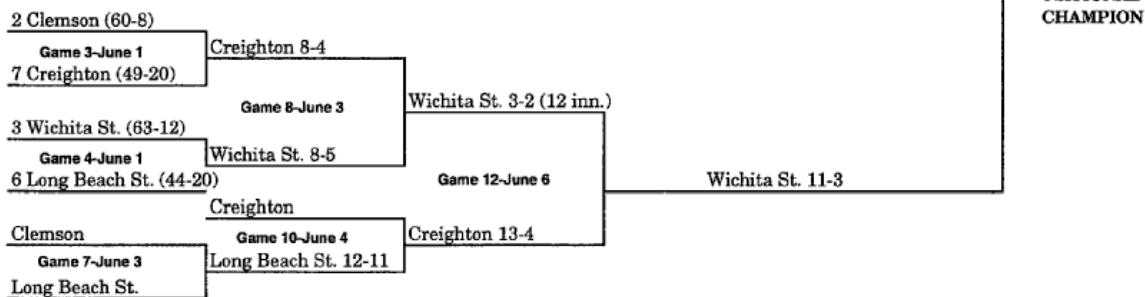 CHAMPION
2 Clemson (60-8)
Game 3-June 1
Creighton 8-4
7 Creighton (49-20)
Game 8-June 3
Wichita St. 3-2 (12 inn.)
3 Wichita St. (63-12)
Game 4-June 1
Wichita St. 8-5
6 Long Beach St. (44-20)
Game 12-June 6
Wichita St. 11-3
Creighton
Clemson
Game 10-June 4
Creighton 13-4
Game 7-June 3
Long Beach St. 12-11
Long Beach St.